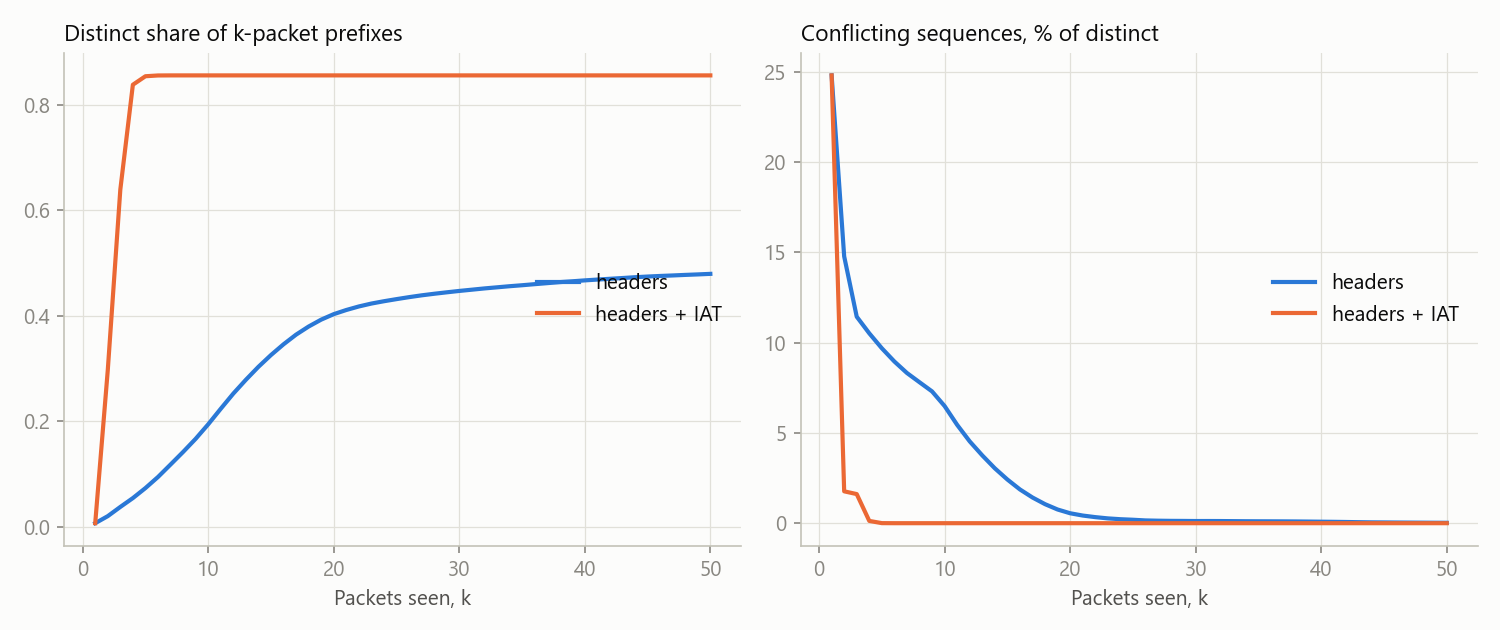 Distinct share of k-packet prefixes
0.8
0.6
0.4
0.2
0.0
headers
headers + IAT
0 10 20 30 40 50
Packets seen, k
Conflicting sequences, % of distinct
25
20
15
10
5
0
headers
headers + IAT
0 10 20 30 40 50
Packets seen, k